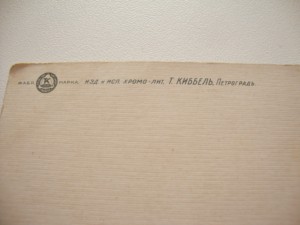 ФАБР. МАРКА. ИЗД и ИСП. ХРОМО-ЛИТ. Т. КИББЕЛЬ, ПЕТРОГРАДЪ.